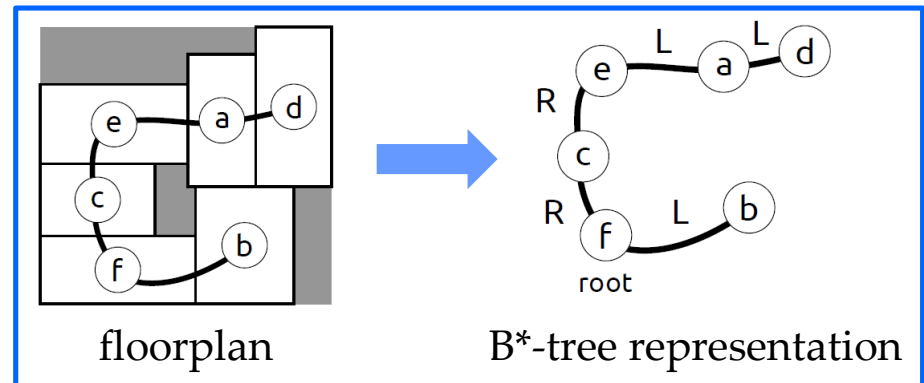 e a d
c
f b
floorplan
e L a L d
R
c
R f L b
root
B*-tree representation